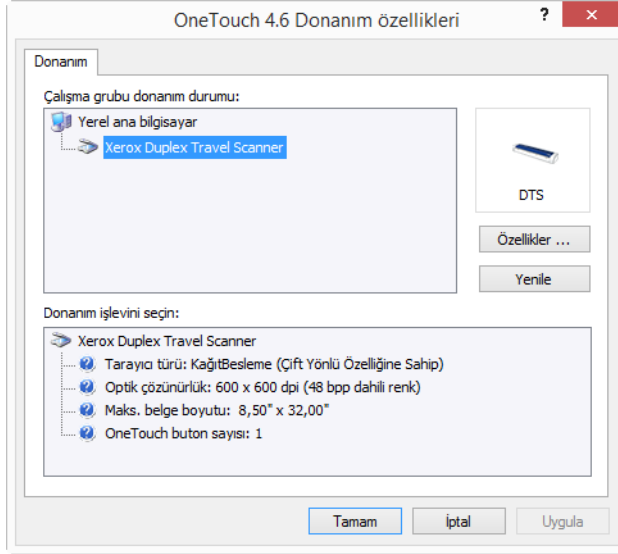 OneTouch 4.6 Donanım özellikleri
?
x
Donanım
Çalışma grubu donanım durumu:
Yerel ana bilgisayar
Xerox Duplex Travel Scanner
DTS
Özellikler ...
Yenile
Donanım işlevini seçin:
Xerox Duplex Travel Scanner
Tarayıcı türü: KağıtBesleme (Çift Yönlü Özelliğine Sahip)
Optik çözünürlük: 600 x 600 dpi (48 bpp dahili renk)
Maks. belge boyutu: 8,50" x 32,00"
OneTouch buton sayısı: 1
Tamam
İptal
Uygula